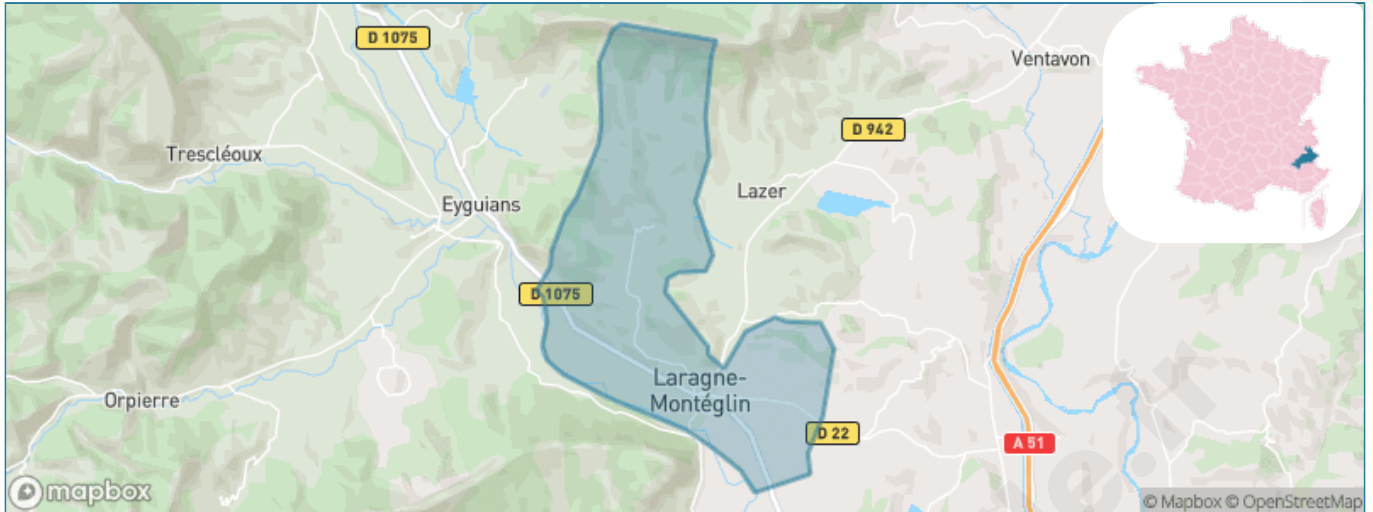 D 1075
Ventavon
D 942
Trescléoux
Lazer
Eyguians
D 1075
Laragne-
Montéglin
Orpierre
D 22
A 51
mapbox
© Mapbox © OpenStreetMap